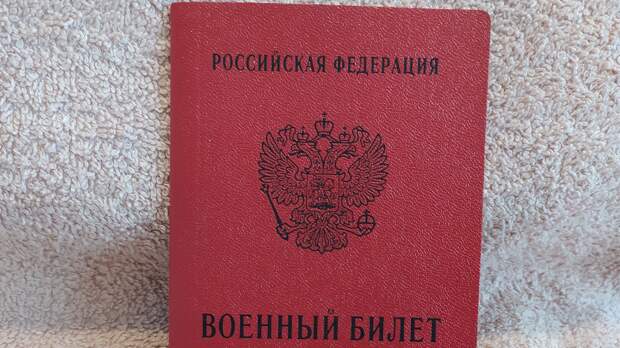 РОССИЙСКАЯ ФЕДЕРАЦИЯ
ВОЕННЫЙ БИЛЕТ